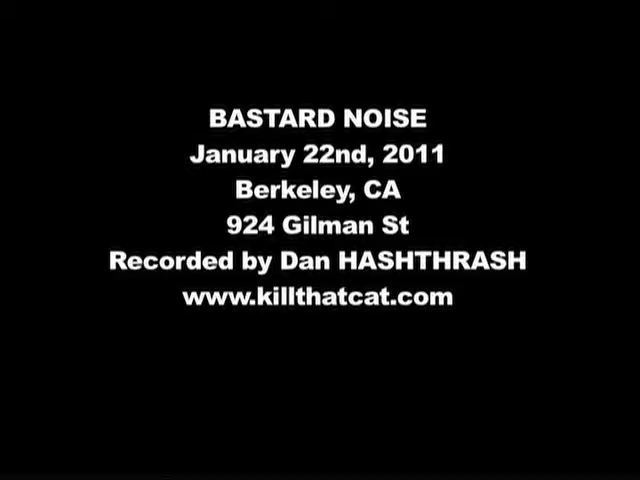 BASTARD NOISE
January 22nd, 2011
Berkeley, CA
924 Gilman St
Recorded by Dan HASHTHRASH
www.killthatcat.com